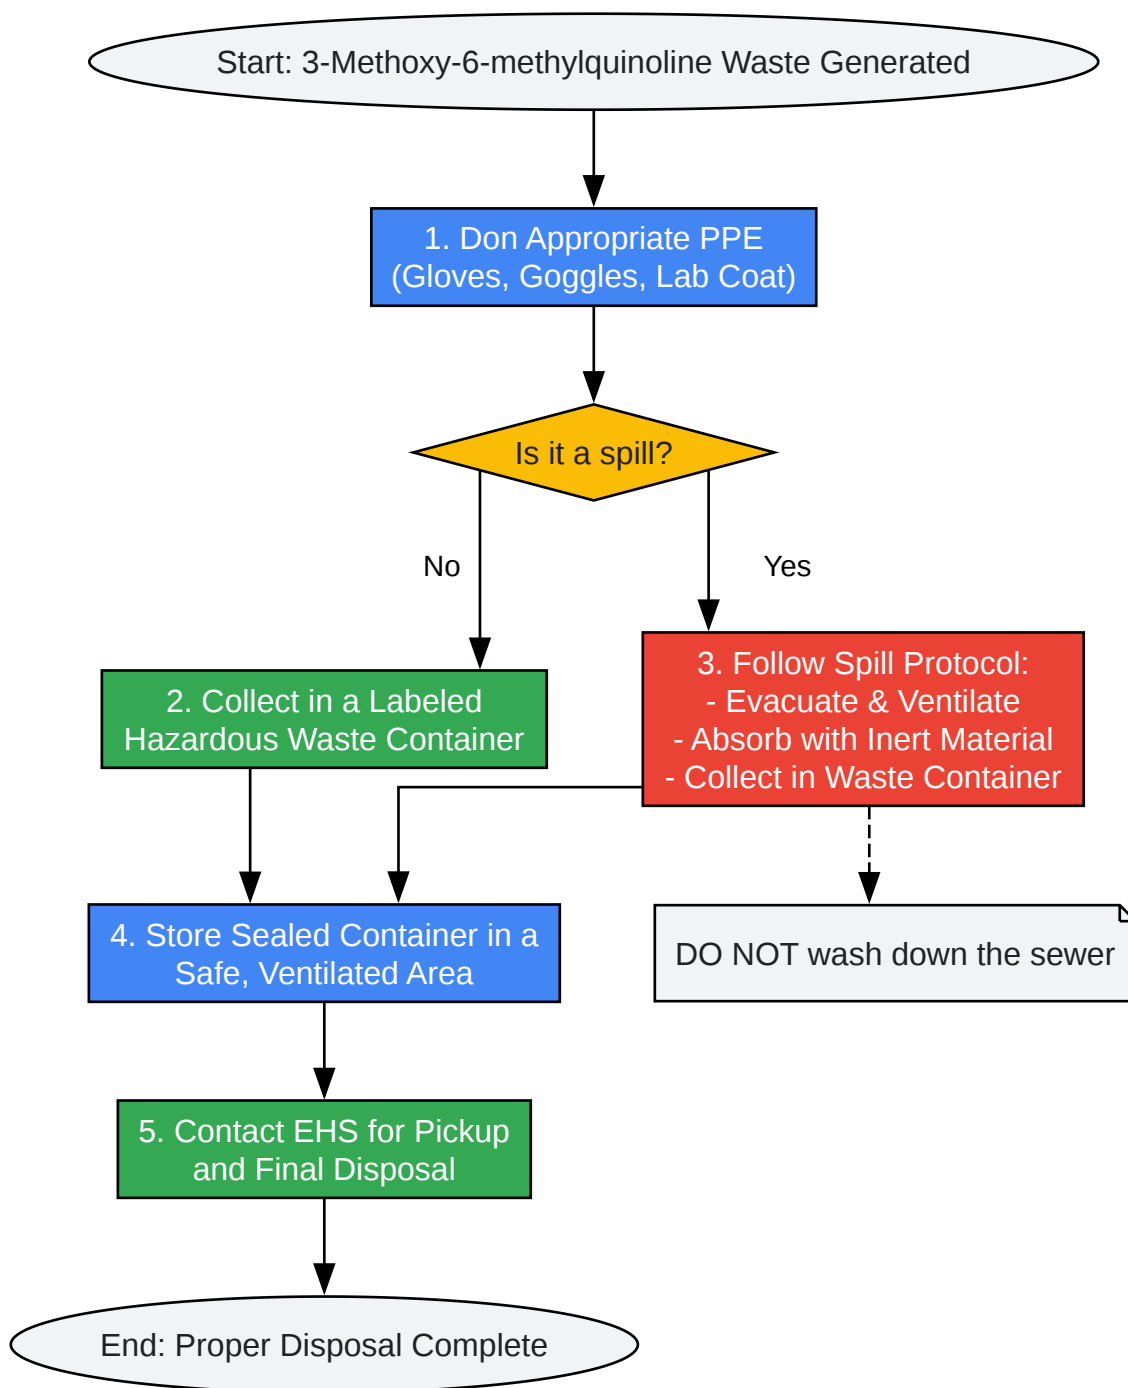 Start: 3-Methoxy-6-methylquinoline Waste Generated
1. Don Appropriate PPE
(Gloves, Goggles, Lab Coat)
Is it a spill?
No
Yes
2. Collect in a Labeled
Hazardous Waste Container
3. Follow Spill Protocol:
- Evacuate & Ventilate
- Absorb with Inert Material
- Collect in Waste Container
4. Store Sealed Container in a
Safe, Ventilated Area
DO NOT wash down the sewer
5. Contact EHS for Pickup
and Final Disposal
End: Proper Disposal Complete